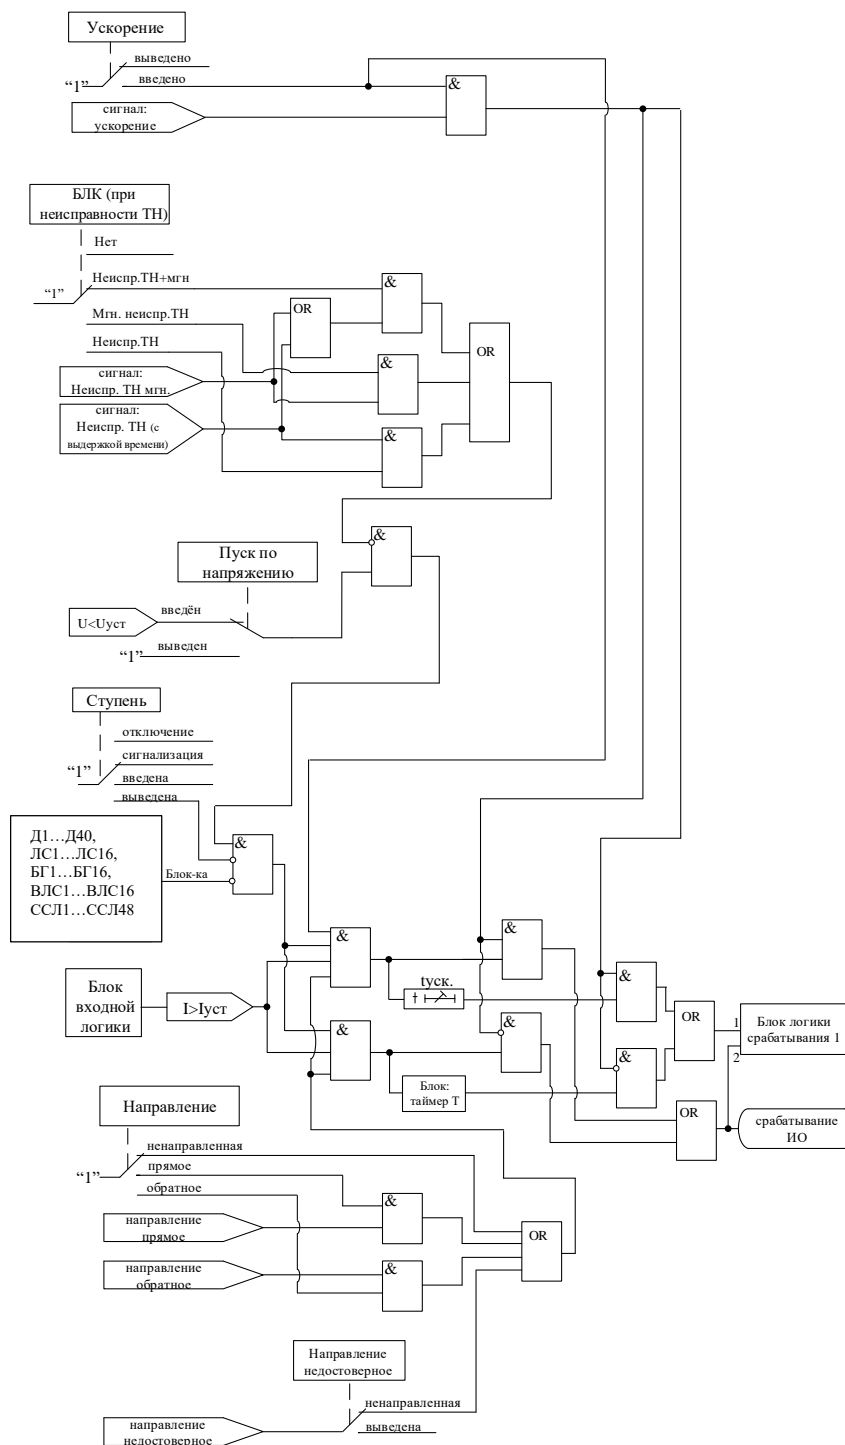 Ускорение
выведено
“1”
введено
&
сигнал:
ускорение
БЛК (при
неисправности ТН)
Нет
Неиспр.ТН+мгн
“1”
&
OR
Мгн. неиспр.ТН
OR
Неиспр.ТН
&
сигнал:
Неиспр. ТН мгн.
сигнал:
Неиспр. ТН (с
выдержкой времени)
&
&
Пуск по
напряжению
введён
U<Uуст
“1”
выведен
Ступень
отключение
сигнализация
“1”
введена
выведена
&
Д1…Д40,
ЛС1…ЛС16,
БГ1…БГ16,
ВЛС1…ВЛС16
ССЛ1…ССЛ48
Блок-ка
&
&
&
Блок
входной
логики
I>Iуст
tуск.
OR
1
2
Блок логики
срабатывания 1
&
&
&
Блок:
таймер Т
OR
срабатывание
ИО
Направление
ненаправленная
“1”
прямое
обратное
&
направление
прямое
OR
направление
обратное
&
Направление
недостоверное
ненаправленная
направление
недостоверное
выведена